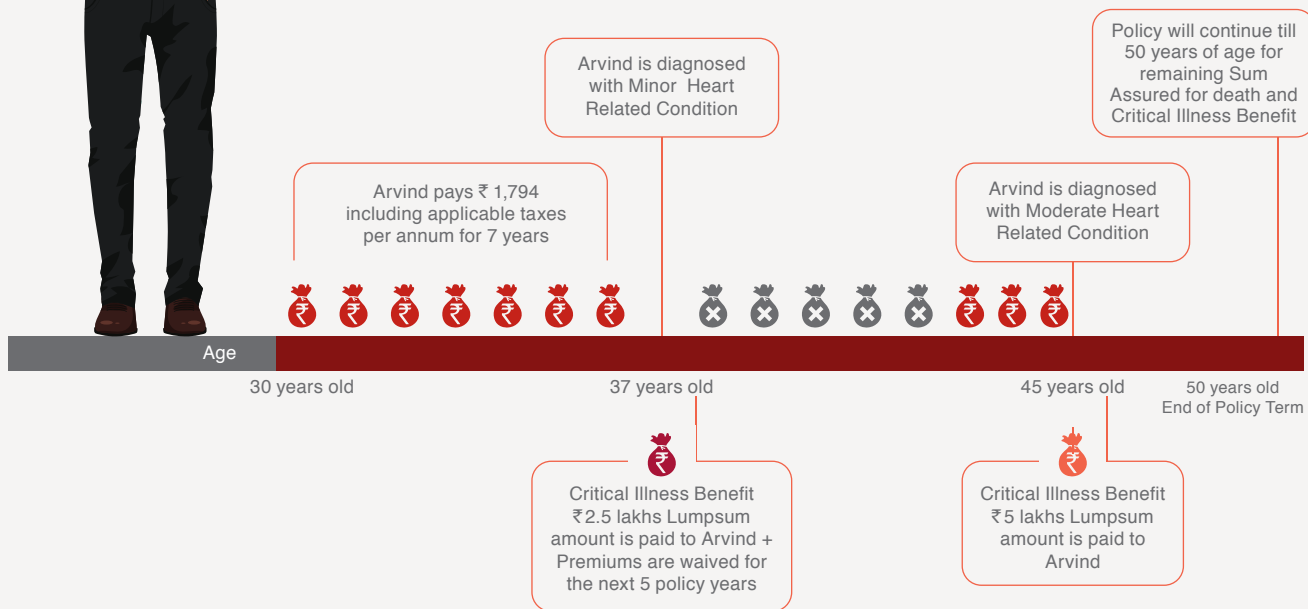 Policy will continue till
50 years of age for
remaining Sum
Assured for death and
Critical Illness Benefit
Arvind is diagnosed
with Minor Heart
Related Condition
Arvind pays ₹ 1,794
including applicable taxes
per annum for 7 years
Arvind is diagnosed
with Moderate Heart
Related Condition
Age
30 years old
37 years old
45 years old
50 years old
End of Policy Term
Critical Illness Benefit
₹2.5 lakhs Lumpsum
amount is paid to Arvind +
Premiums are waived for
the next 5 policy years
Critical Illness Benefit
₹5 lakhs Lumpsum
amount is paid to
Arvind